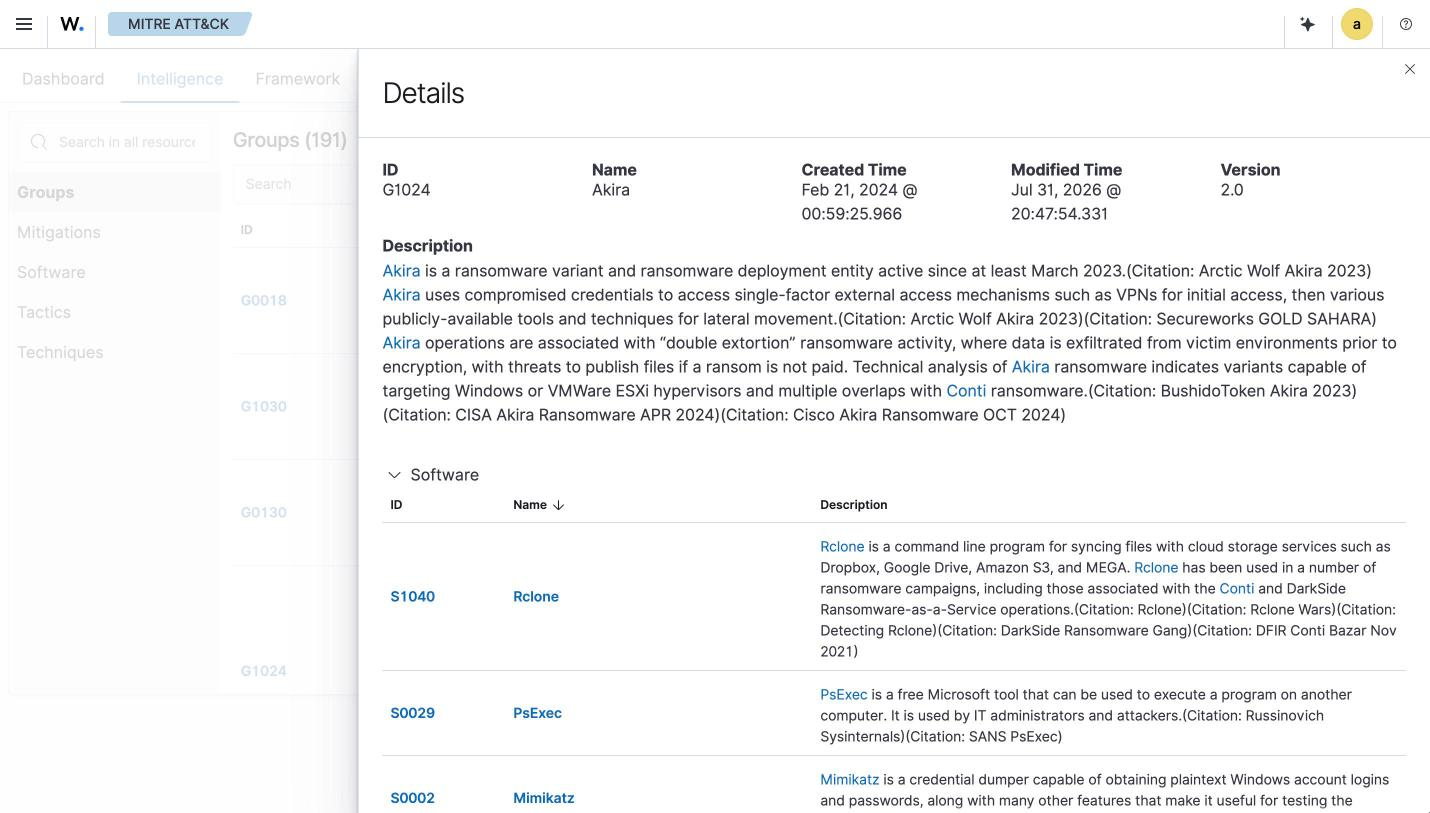 W.
MITRE ATT&CK
a
Dashboard
Intelligence
Framework
Search in all resourc
Groups
Mitigations
Software
Tactics
Techniques
Groups (191)
Search
ID
G0018
G1030
G0130
G1024
Details
ID
G1024
Name
Akira
Created Time
Feb 21, 2024 @
00:59:25.966
Modified Time
Jul 31, 2026 @
20:47:54.331
Version
2.0
Description
Akira is a ransomware variant and ransomware deployment entity active since at least March 2023.(Citation: Arctic Wolf Akira 2023)
Akira uses compromised credentials to access single-factor external access mechanisms such as VPNs for initial access, then various
publicly-available tools and techniques for lateral movement.(Citation: Arctic Wolf Akira 2023)(Citation: Secureworks GOLD SAHARA)
Akira operations are associated with “double extortion” ransomware activity, where data is exfiltrated from victim environments prior to
encryption, with threats to publish files if a ransom is not paid. Technical analysis of Akira ransomware indicates variants capable of
targeting Windows or VMWare ESXi hypervisors and multiple overlaps with Conti ransomware.(Citation: BushidoToken Akira 2023)
(Citation: CISA Akira Ransomware APR 2024)(Citation: Cisco Akira Ransomware OCT 2024)
Software
ID
Name
Description
S1040
Rclone
Rclone is a command line program for syncing files with cloud storage services such as
Dropbox, Google Drive, Amazon S3, and MEGA. Rclone has been used in a number of
ransomware campaigns, including those associated with the Conti and DarkSide
Ransomware-as-a-Service operations.(Citation: Rclone)(Citation: Rclone Wars)(Citation:
Detecting Rclone)(Citation: DarkSide Ransomware Gang)(Citation: DFIR Conti Bazar Nov
2021)
S0029
PsExec
PsExec is a free Microsoft tool that can be used to execute a program on another
computer. It is used by IT administrators and attackers.(Citation: Russinovich
Sysinternals)(Citation: SANS PsExec)
S0002
Mimikatz
Mimikatz is a credential dumper capable of obtaining plaintext Windows account logins
and passwords, along with many other features that make it useful for testing the